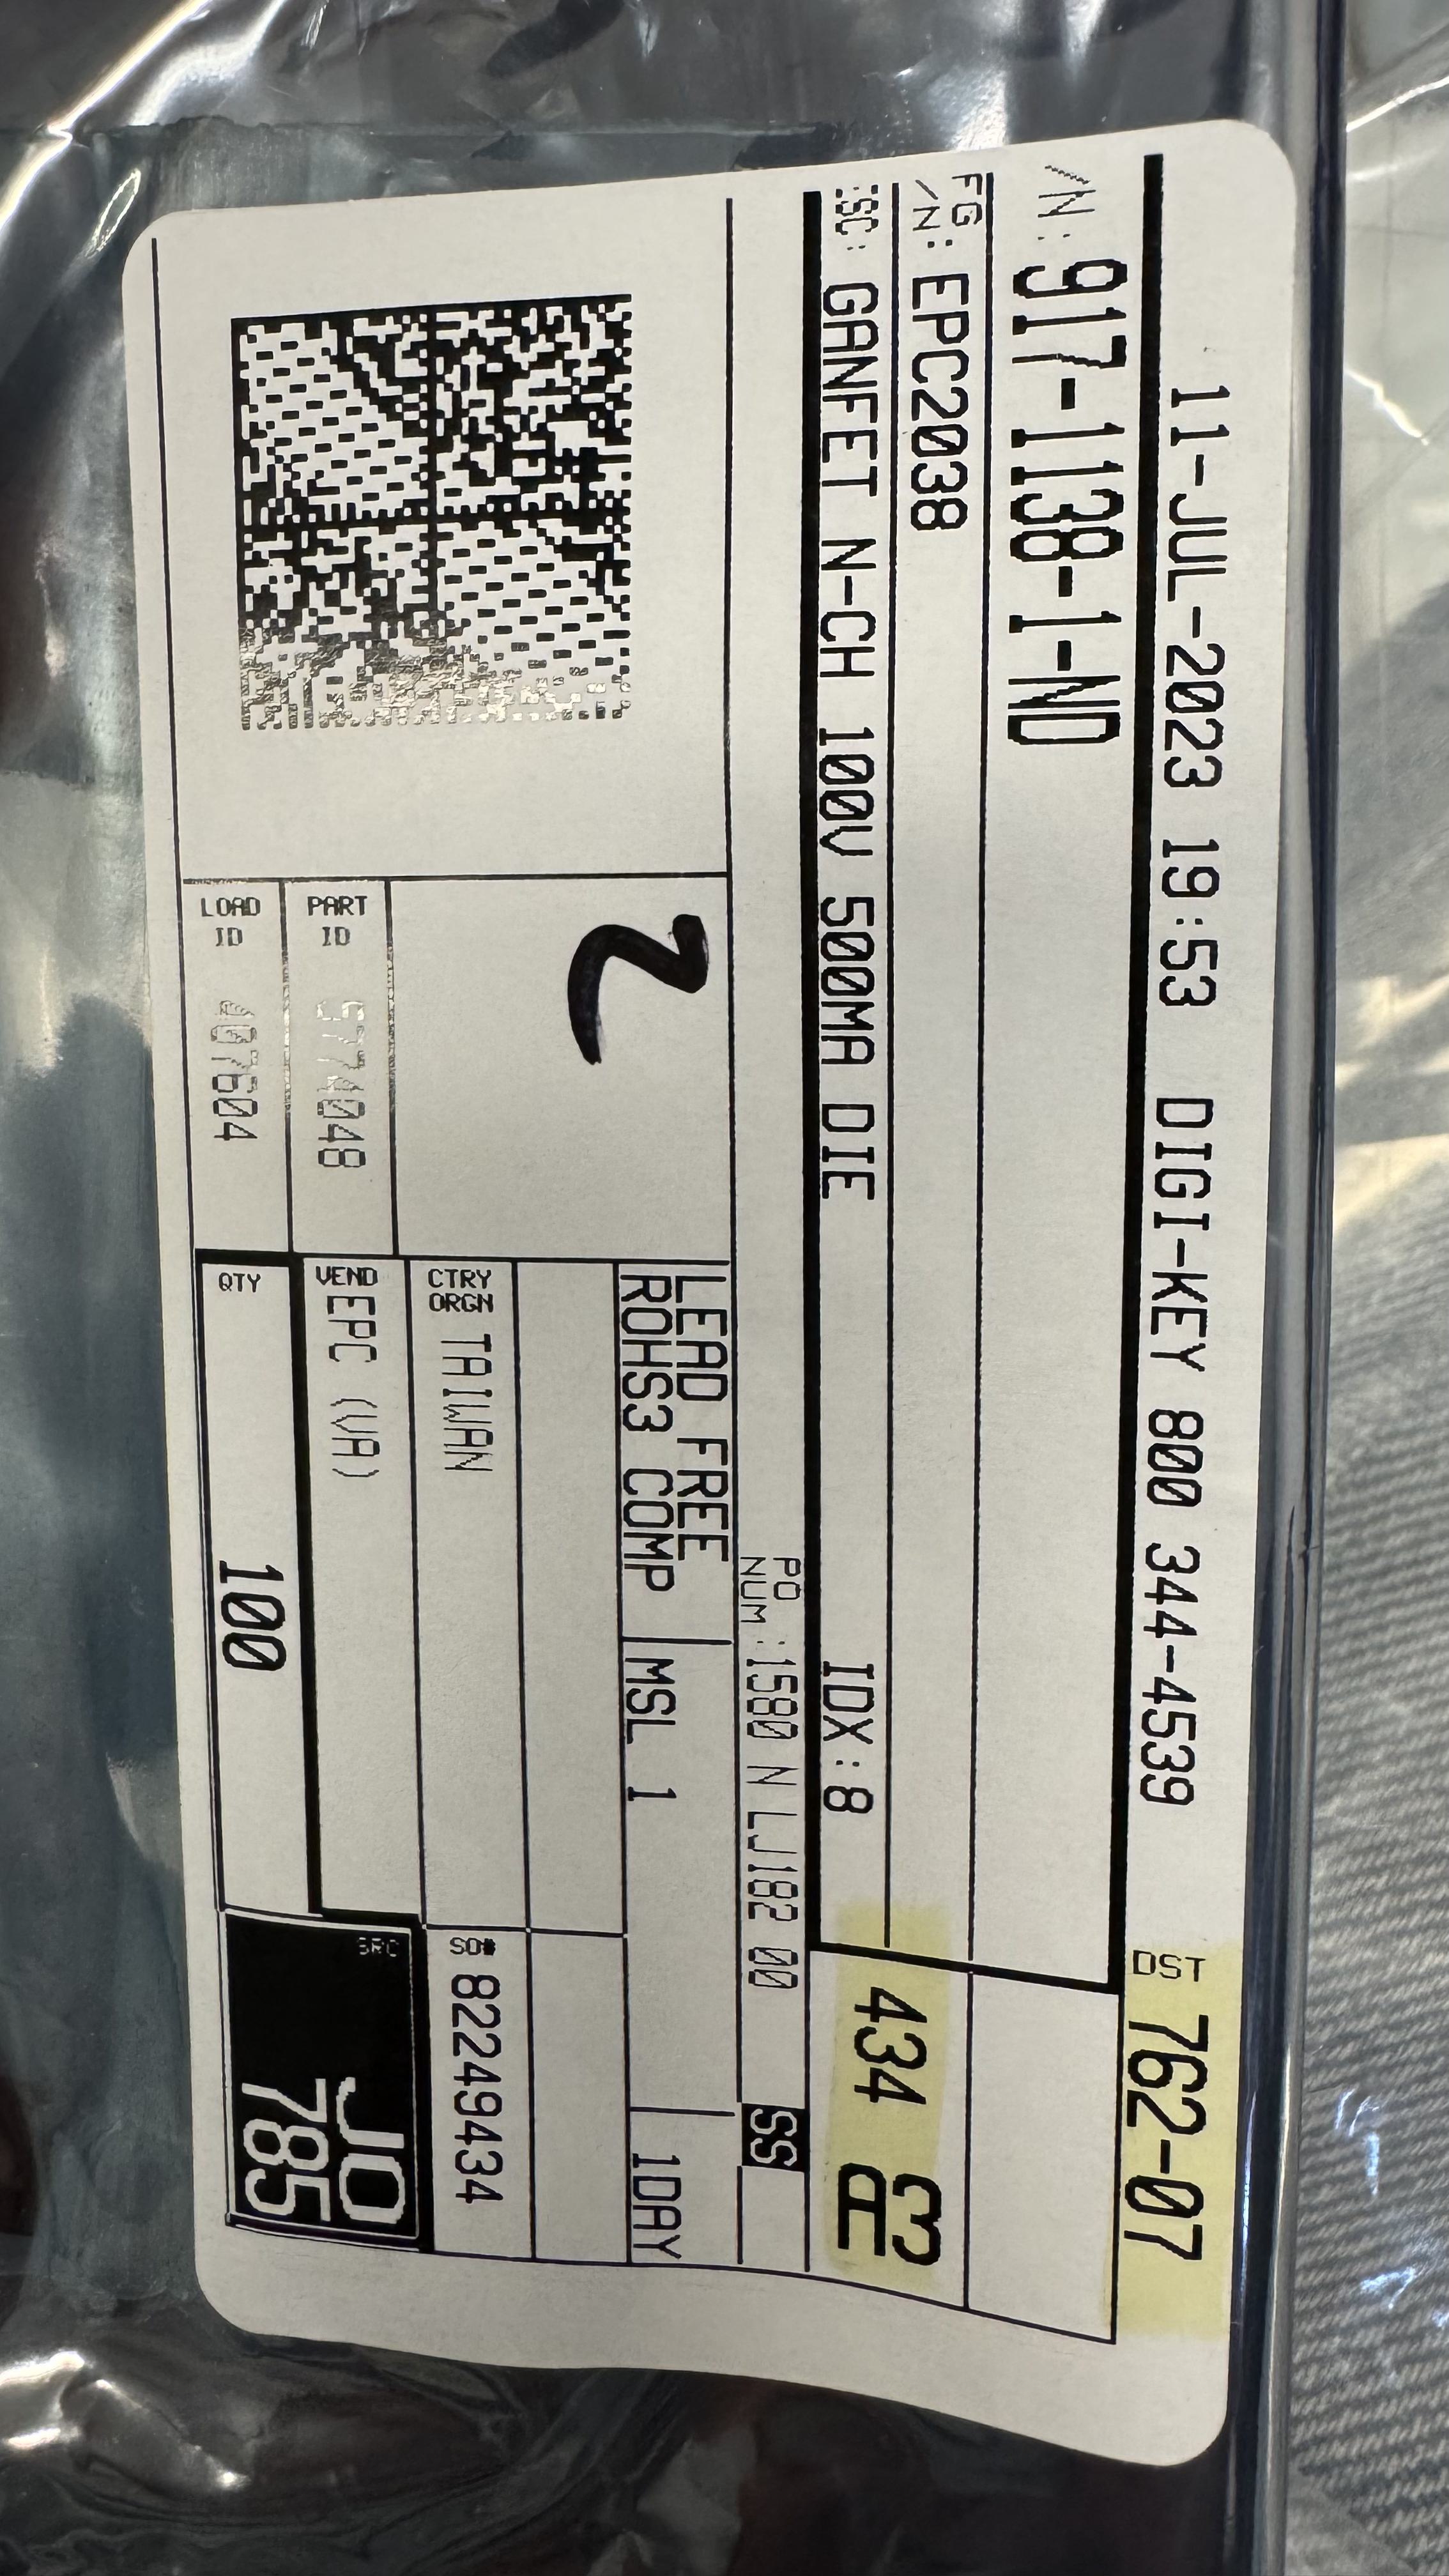 11-JUL-2023 19:53 DIGI-KEY 800 344-4539 DST 762-07
/N: 917-1138-1-ND
FG
/N: EPC2038
SC: GANFET N-CH 100V 500MA DIE IDX:8 434 C3
A
PO
NUM :1580 N LJ182 00 SS
2
LEAD FREE
ROHS3 COMP MSL 1 1DAY
CTRY
ORGN TAIWAN SO# 82249434
PART
ID 5774048
VEND EPC (VA) SRC JO
785
LOAD
ID 407604
QTY 100